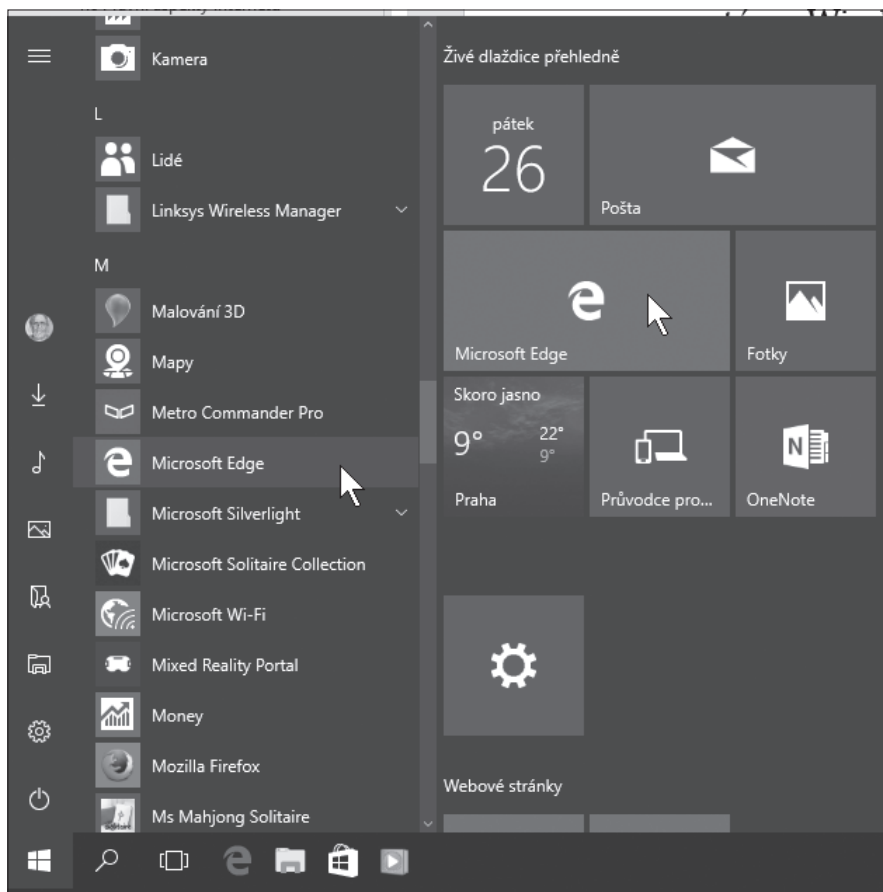 Kamera
L
Lidé
Linksys Wireless Manager
M
Malování 3D
Mapy
Metro Commander Pro
Microsoft Edge
Microsoft Silverlight
Microsoft Solitaire Collection
Microsoft Wi-Fi
Mixed Reality Portal
Money
Mozilla Firefox
Ms Mahjong Solitaire
Živé dlaždice přehledně
pátek
26
Pošta
Microsoft Edge
Fotky
Skoro jasno
9° 22°
9°
Praha
Průvodce pro...
OneNote
Webové stránky